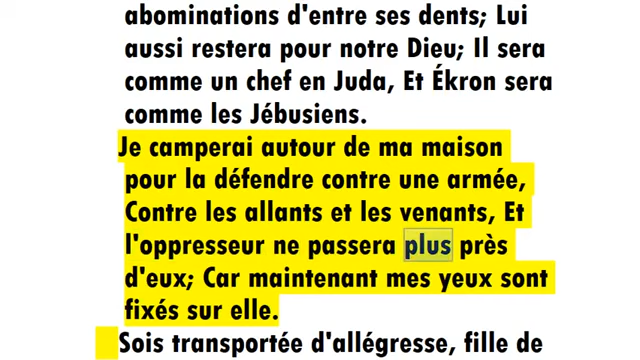 abominations d'entre ses dents; Lui
aussi restera pour notre Dieu; Il sera
comme un chef en Juda, Et Ékron sera
comme les Jébusiens.
Je camperai autour de ma maison
pour la défendre contre une armée,
Contre les allants et les venants, Et
l'oppresseur ne passera plus près
d'eux; Car maintenant mes yeux sont
fixés sur elle.
Sois transportée d'allégresse, fille de